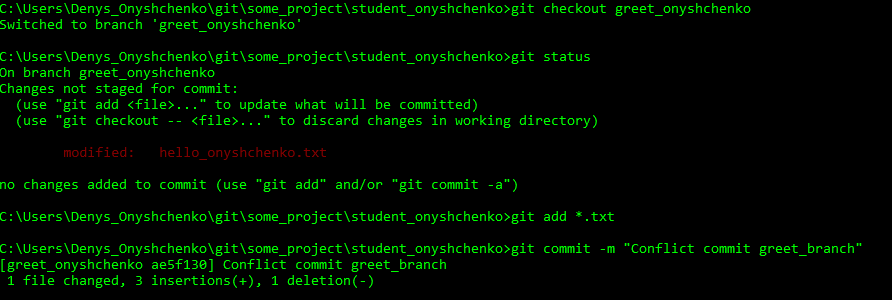 C:\Users\Denys_Onyshchenko\git\some_project\student_onyshchenko>git checkout greet_onyshchenko
Switched to branch 'greet_onyshchenko'
C:\Users\Denys_Onyshchenko\git\some_project\student_onyshchenko>git status
On branch greet_onyshchenko
Changes not staged for commit:
  (use "git add <file>..." to update what will be committed)
  (use "git checkout -- <file>..." to discard changes in working directory)
        modified:   hello_onyshchenko.txt
no changes added to commit (use "git add" and/or "git commit -a")
C:\Users\Denys_Onyshchenko\git\some_project\student_onyshchenko>git add *.txt
C:\Users\Denys_Onyshchenko\git\some_project\student_onyshchenko>git commit -m "Conflict commit greet_branch"
[greet_onyshchenko ae5f130] Conflict commit greet_branch
 1 file changed, 3 insertions(+), 1 deletion(-)